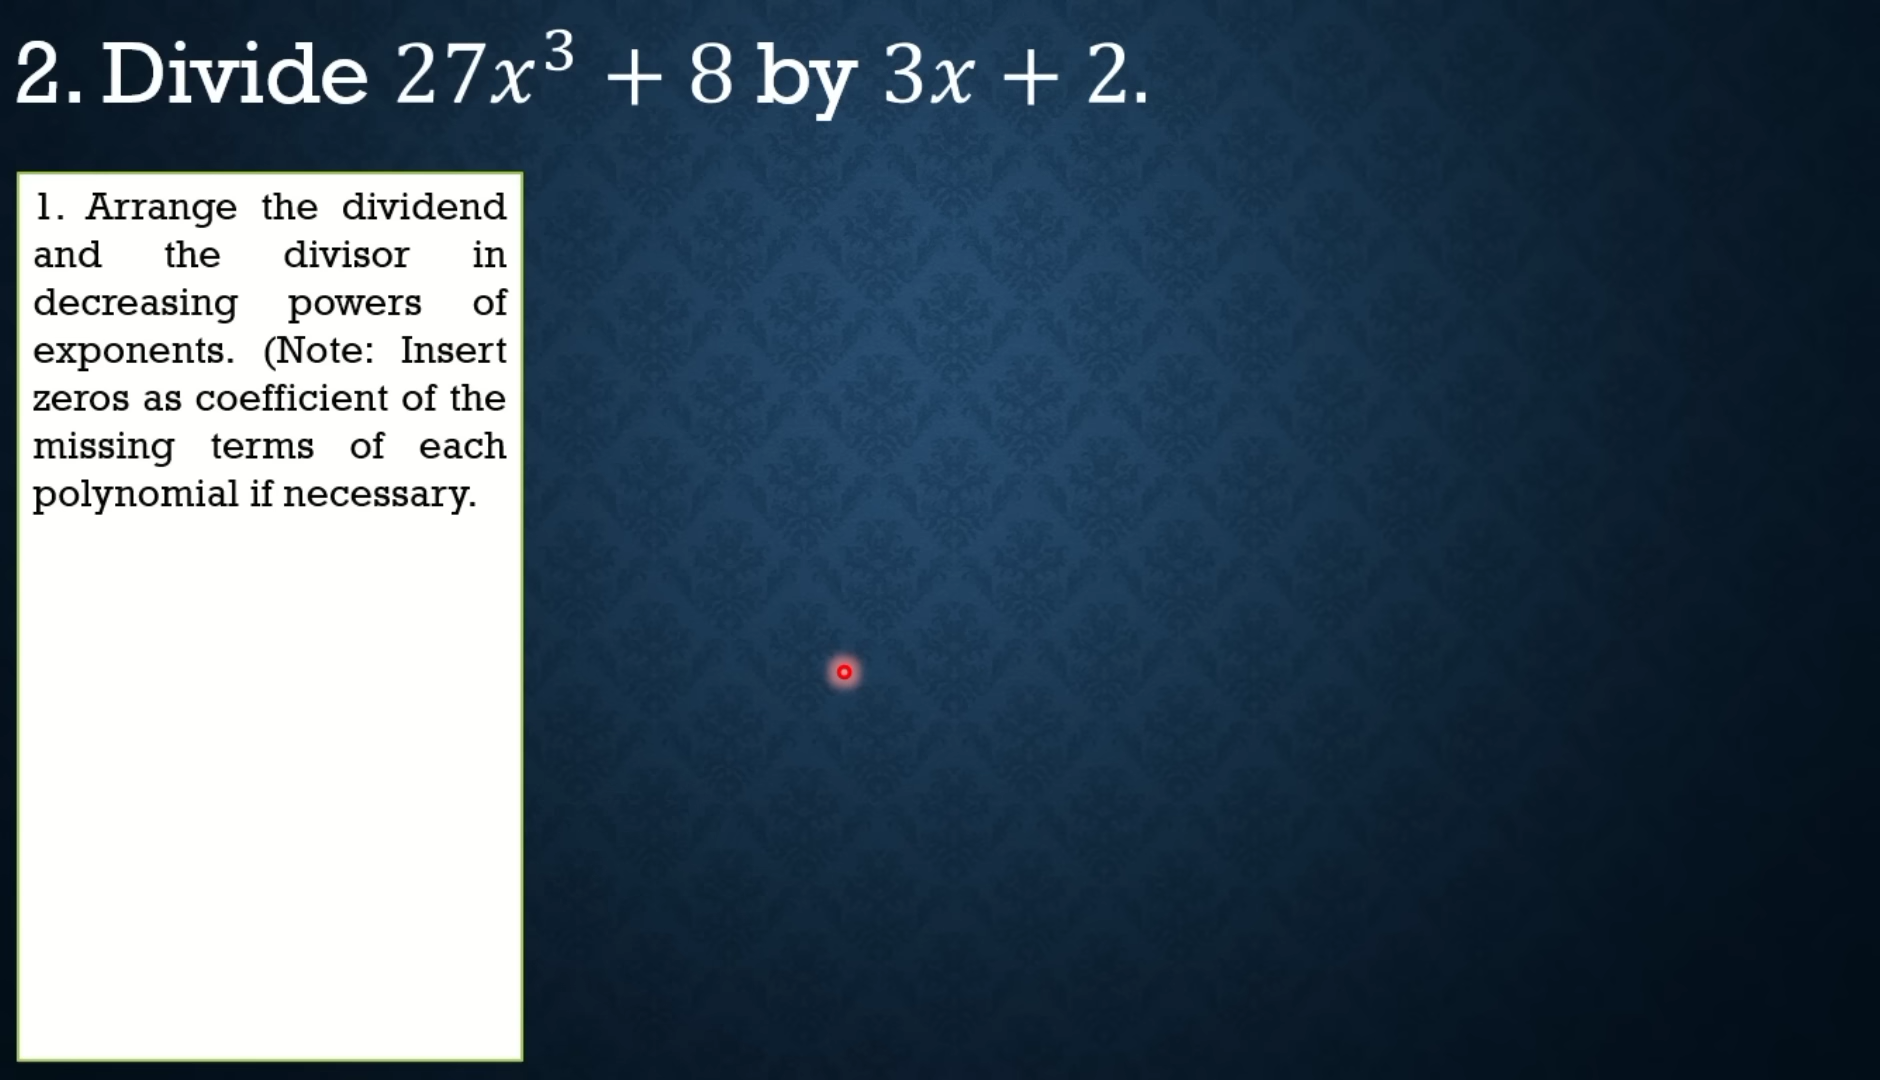 2. Divide 27x³ + 8 by 3x + 2.
1. Arrange the dividend
and the divisor in
decreasing powers of
exponents. (Note: Insert
zeros as coefficient of the
missing terms of each
polynomial if necessary.